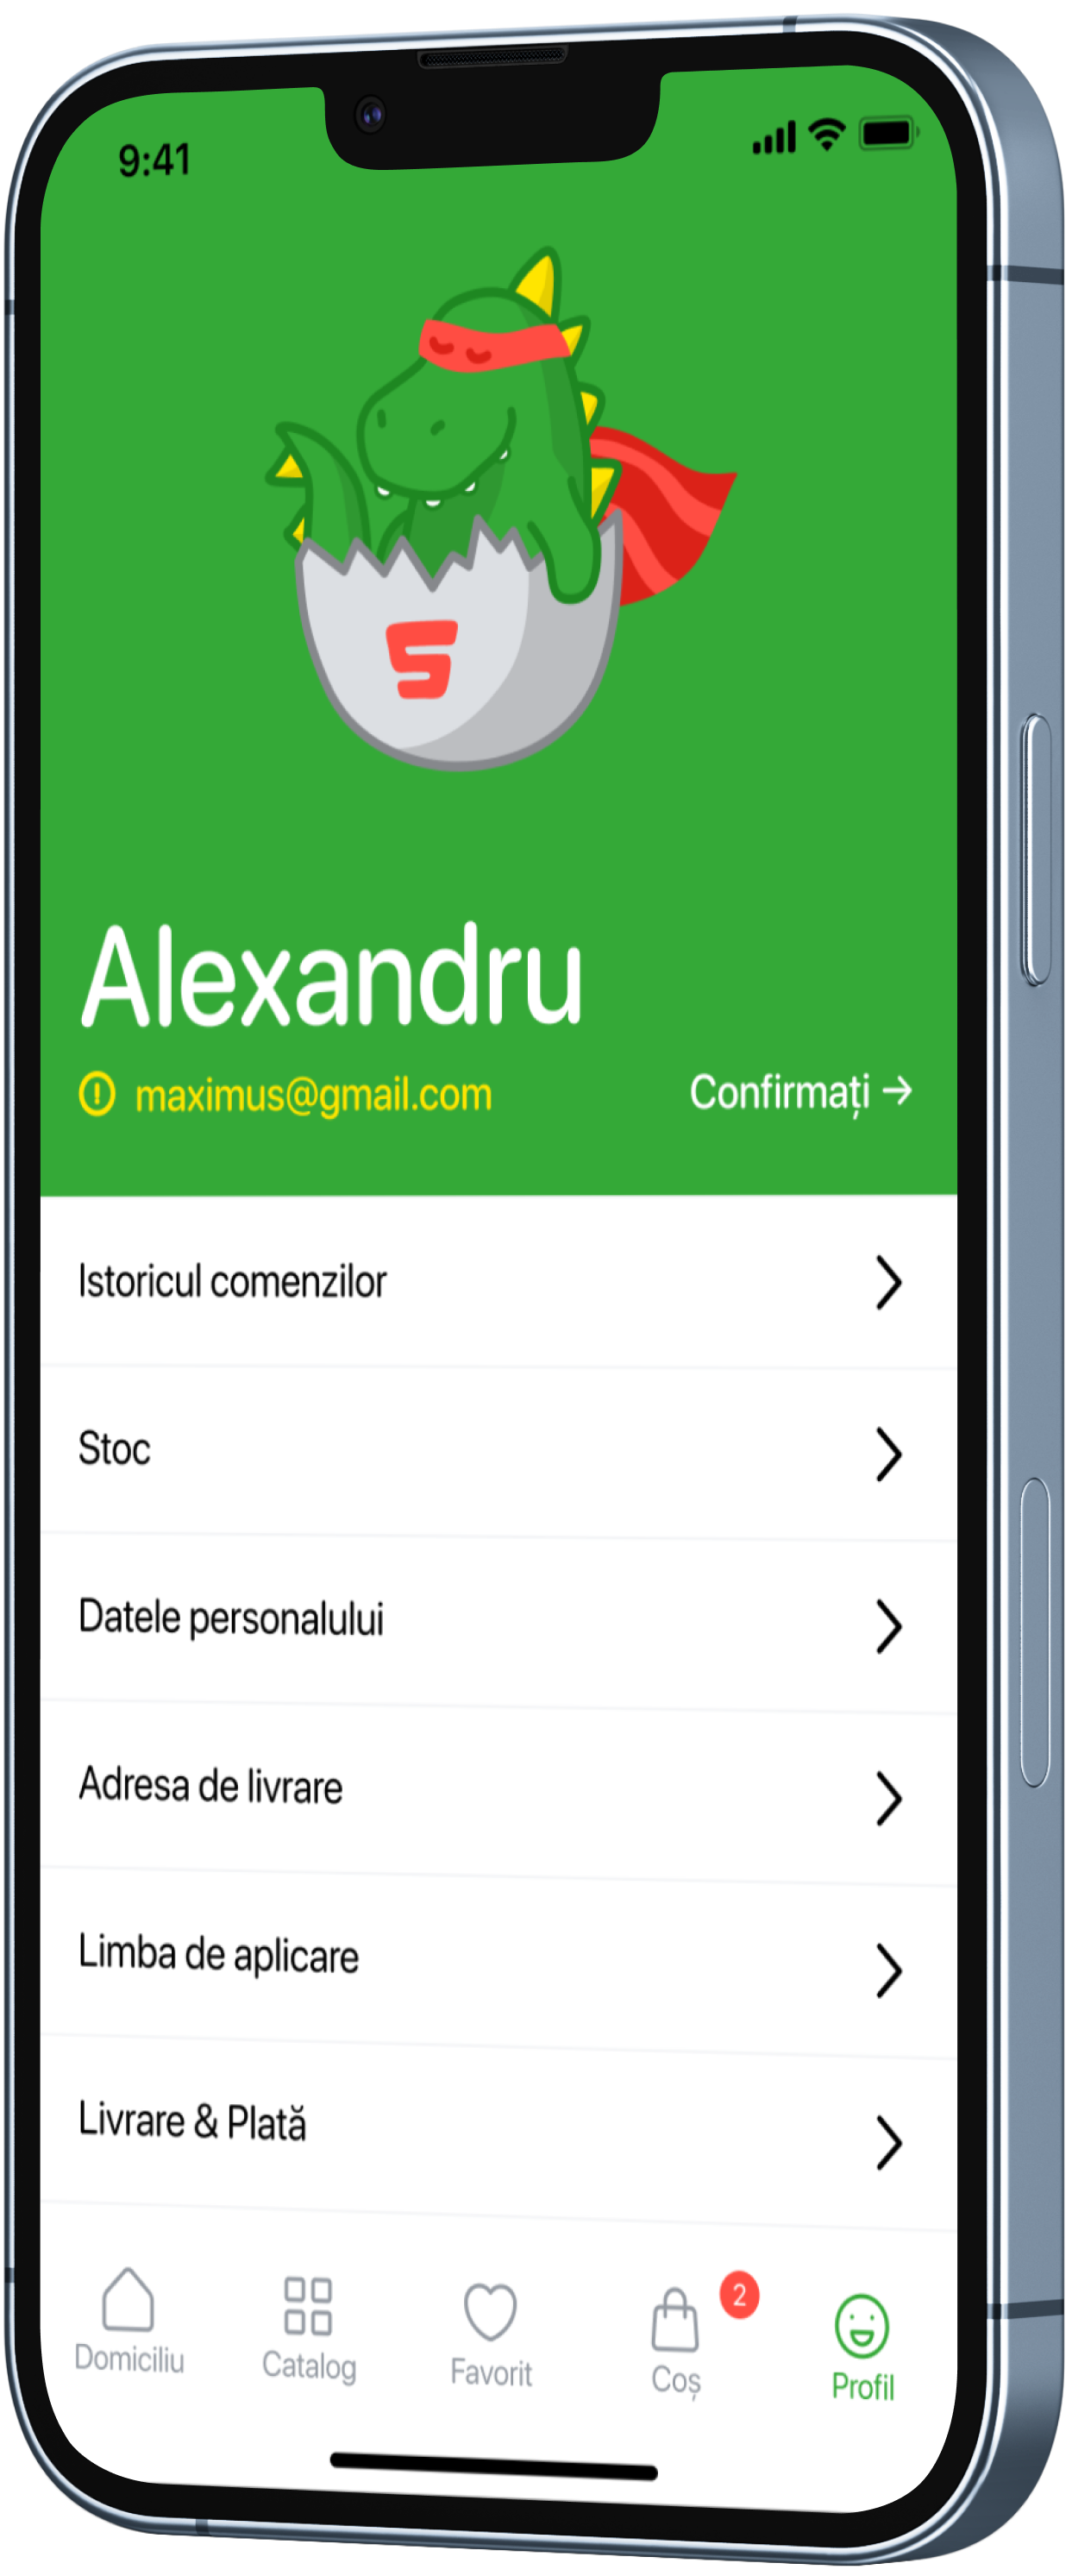 9:41
S
Alexandru
maximus@gmail.com
Confirmați →
Istoricul comenzilor
Stoc
Datele personalului
Adresa de livrare
Limba de aplicare
Livrare & Plată
2
Domiciliu
Catalog
Favorit
Coș
Profil